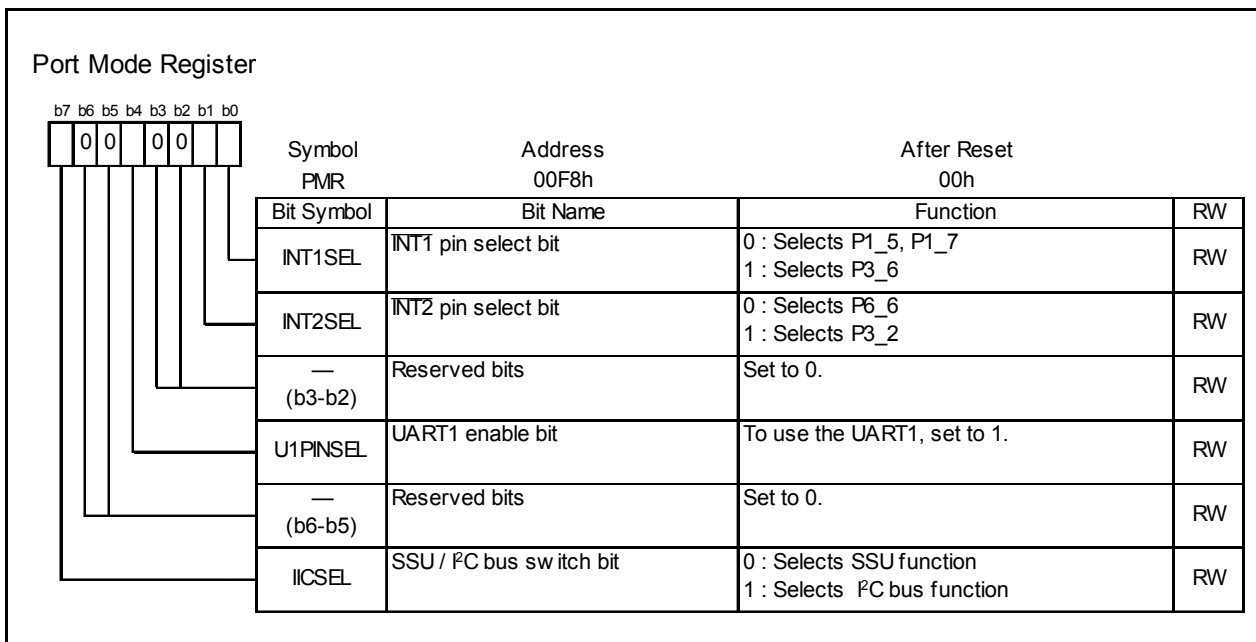 Port Mode Register
b7 b6 b5 b4 b3 b2 b1 b0
0 0 0 0
Symbol Address After Reset
PMR 00F8h 00h
Bit Symbol Bit Name Function RW
INT1SEL INT1 pin select bit 0 : Selects P1_5, P1_7 RW
1 : Selects P3_6
INT2SEL INT2 pin select bit 0 : Selects P6_6 RW
1 : Selects P3_2
— Reserved bits Set to 0. RW
(b3-b2)
U1PINSEL UART1 enable bit To use the UART1, set to 1. RW
— Reserved bits Set to 0. RW
(b6-b5)
IICSEL SSU / I²C bus switch bit 0 : Selects SSU function RW
1 : Selects I²C bus function